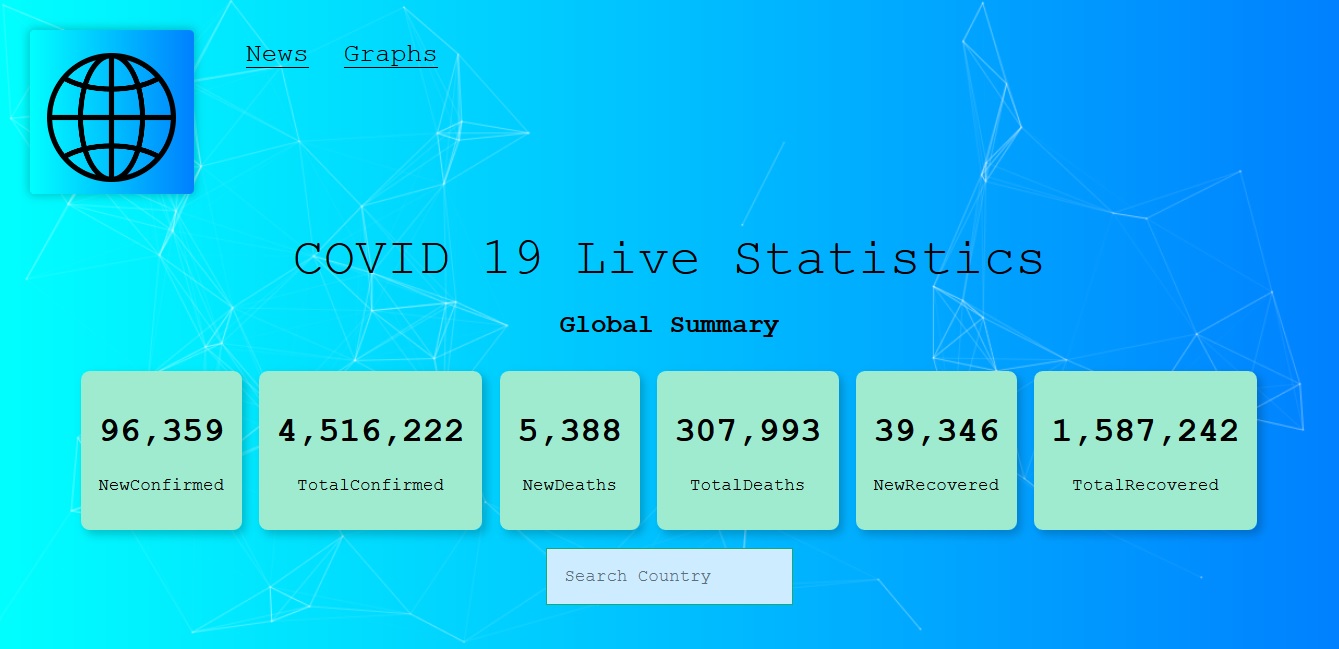 News Graphs
COVID 19 Live Statistics
Global Summary
96,359 4,516,222 5,388 307,993 39,346 1,587,242
NewConfirmed TotalConfirmed NewDeaths TotalDeaths NewRecovered TotalRecovered
Search Country